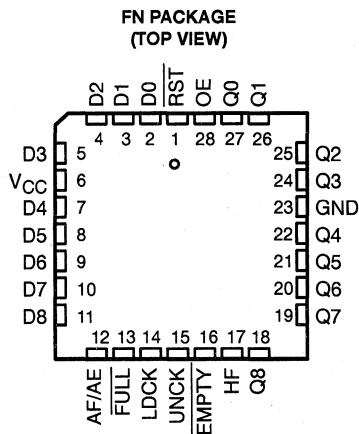 FN PACKAGE
(TOP VIEW)
D2 D1 D0 RST OE Q0 Q1
4 3 2 1 28 27 26
D3 5 25 Q2
VCC 6 24 Q3
D4 7 23 GND
D5 8 22 Q4
D6 9 21 Q5
D7 10 20 Q6
D8 11 19 Q7
12 13 14 15 16 17 18
AF/AE FULL LDCK UNCK EMPTY HF Q8